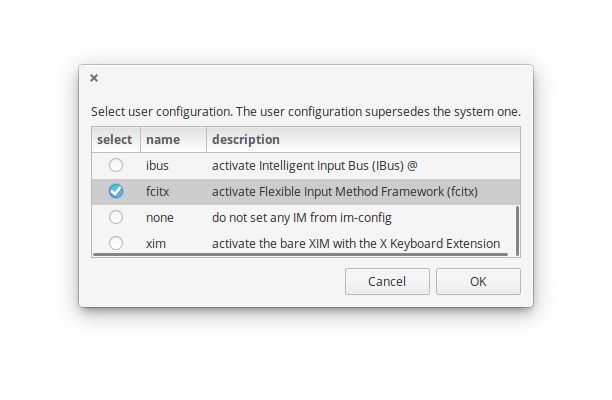 Select user configuration. The user configuration supersedes the system one.
select name description
ibus activate Intelligent Input Bus (IBus) @
fcitx activate Flexible Input Method Framework (fcitx)
none do not set any IM from im-config
xim activate the bare XIM with the X Keyboard Extension
Cancel OK